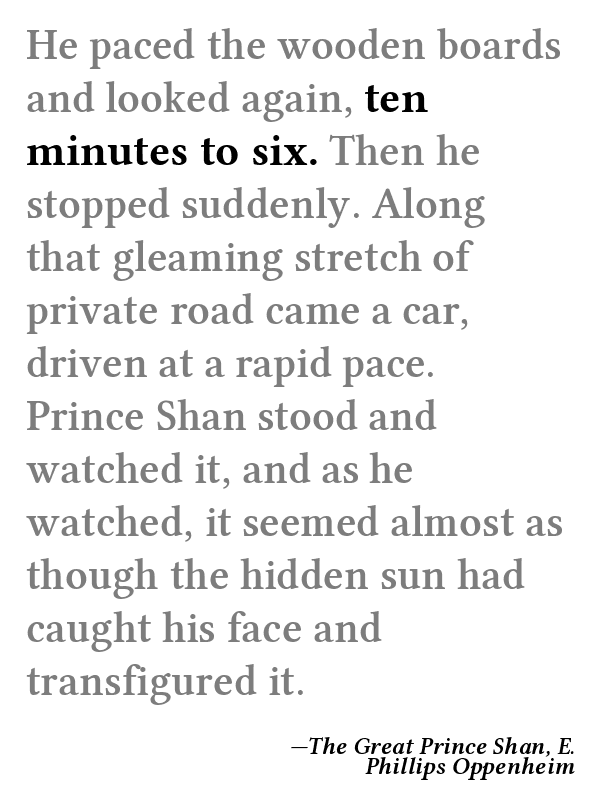 He paced the wooden boards
and looked again, ten
minutes to six. Then he
stopped suddenly. Along
that gleaming stretch of
private road came a car,
driven at a rapid pace.
Prince Shan stood and
watched it, and as he
watched, it seemed almost as
though the hidden sun had
caught his face and
transfigured it.
—The Great Prince Shan, E.
Phillips Oppenheim